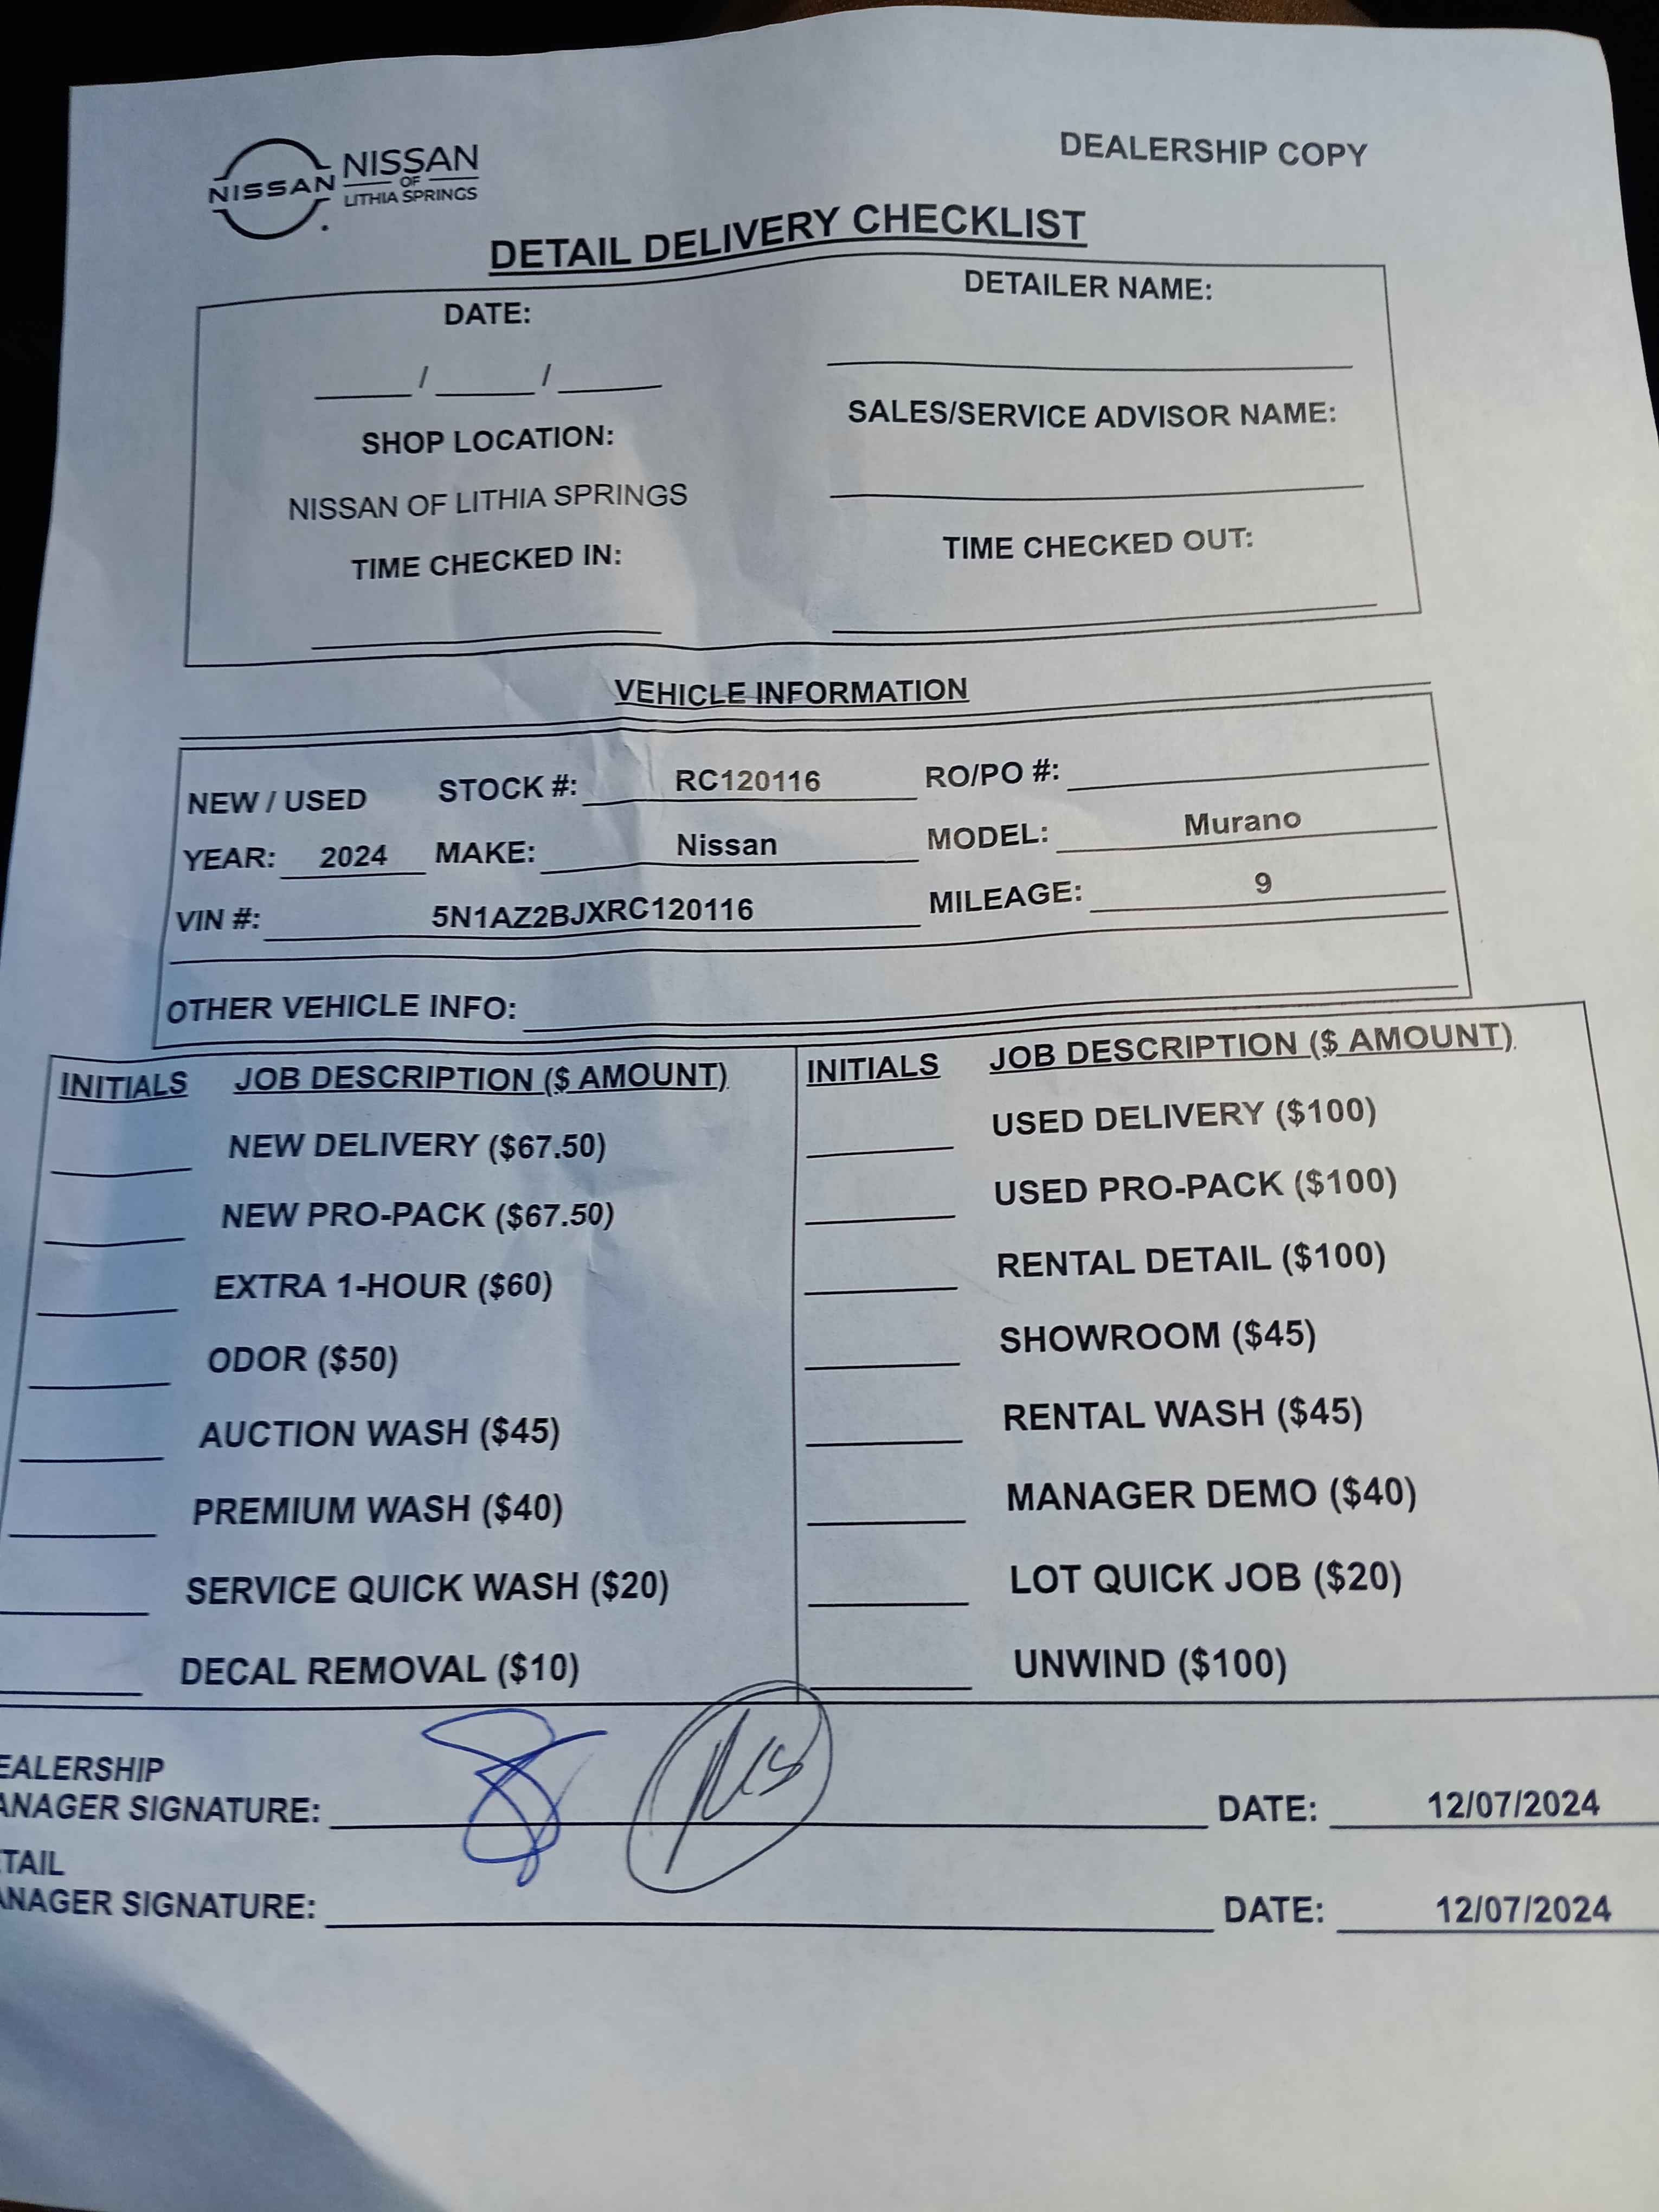 DEALERSHIP COPY
NISSAN NISSAN
OF
LITHIA SPRINGS
DETAIL DELIVERY CHECKLIST
DATE: DETAILER NAME:
____/____/____
SHOP LOCATION: SALES/SERVICE ADVISOR NAME:
NISSAN OF LITHIA SPRINGS
TIME CHECKED IN: TIME CHECKED OUT:
VEHICLE INFORMATION
NEW / USED STOCK #: RC120116 RO/PO #:
YEAR: 2024 MAKE: Nissan MODEL: Murano
VIN #: 5N1AZ2BJXRC120116 MILEAGE: 9
OTHER VEHICLE INFO:
INITIALS JOB DESCRIPTION ($ AMOUNT) INITIALS JOB DESCRIPTION ($ AMOUNT)
NEW DELIVERY ($67.50) USED DELIVERY ($100)
NEW PRO-PACK ($67.50) USED PRO-PACK ($100)
EXTRA 1-HOUR ($60) RENTAL DETAIL ($100)
ODOR ($50) SHOWROOM ($45)
AUCTION WASH ($45) RENTAL WASH ($45)
PREMIUM WASH ($40) MANAGER DEMO ($40)
SERVICE QUICK WASH ($20) LOT QUICK JOB ($20)
DECAL REMOVAL ($10) UNWIND ($100)
EALERSHIP
ANAGER SIGNATURE: DATE: 12/07/2024
TAIL
ANAGER SIGNATURE: DATE: 12/07/2024